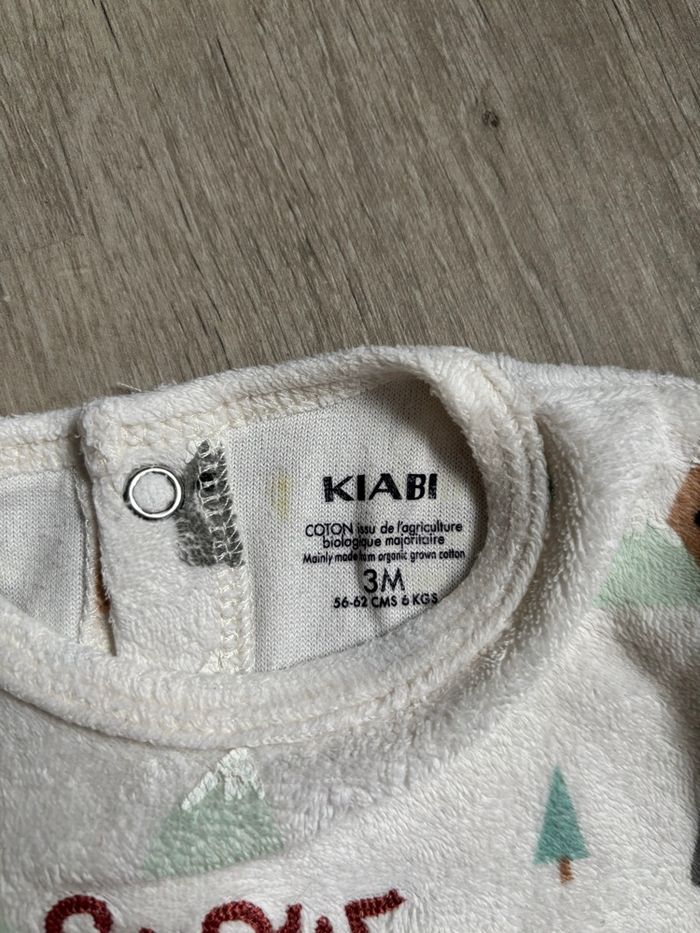 KIABI
COTON issu de l'agriculture
biologique majoritaire
Mainly made from organic grown cotton
3M
56-62 CMS 6 KGS